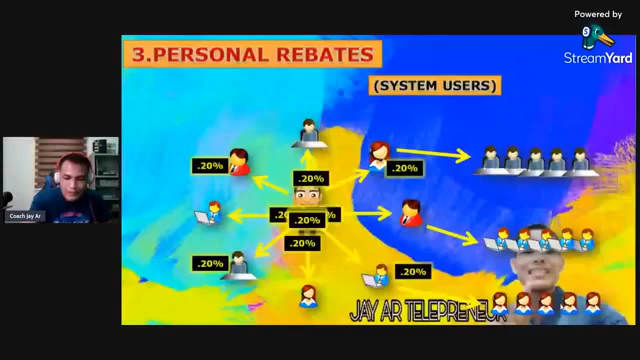 Powered by
StreamYard
3.PERSONAL REBATES
(SYSTEM USERS)
.20%
.20%
.20%
.20%
.20%
.20%
.20%
.20%
Coach Jay Ar
JAY AR TELEPRENEUR